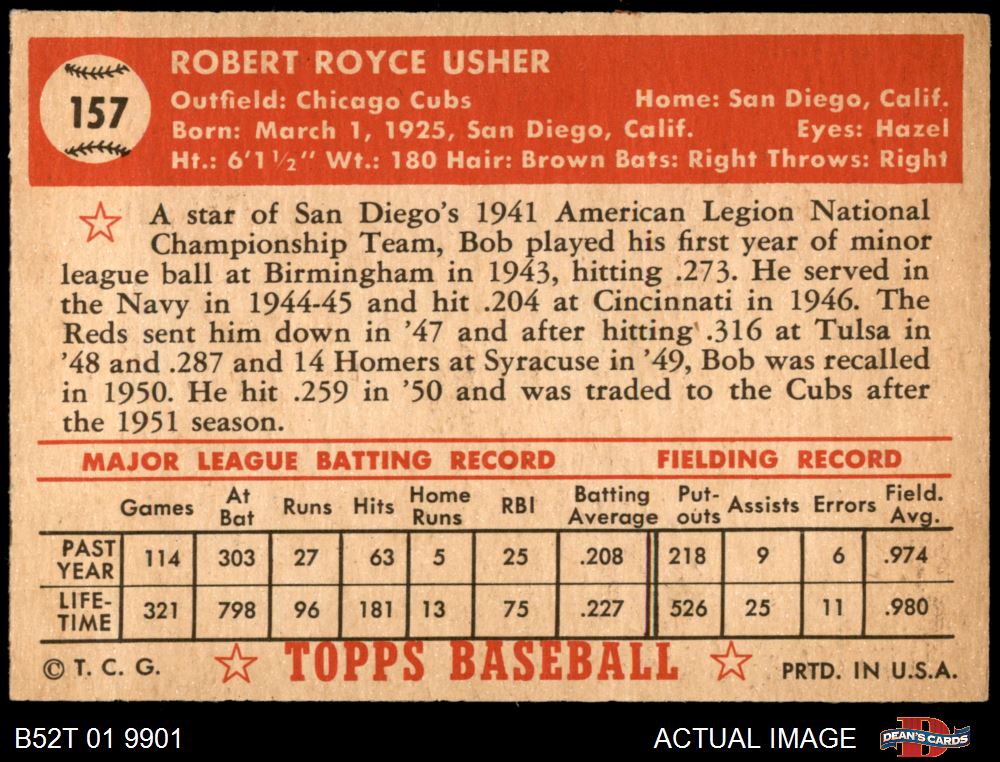 157
ROBERT ROYCE USHER
Outfield: Chicago Cubs Home: San Diego, Calif.
Born: March 1, 1925, San Diego, Calif. Eyes: Hazel
Ht.: 6'1½" Wt.: 180 Hair: Brown Bats: Right Throws: Right
A star of San Diego's 1941 American Legion National
Championship Team, Bob played his first year of minor
league ball at Birmingham in 1943, hitting .273. He served in
the Navy in 1944-45 and hit .204 at Cincinnati in 1946. The
Reds sent him down in '47 and after hitting .316 at Tulsa in
'48 and .287 and 14 Homers at Syracuse in '49, Bob was recalled
in 1950. He hit .259 in '50 and was traded to the Cubs after
the 1951 season.
MAJOR LEAGUE BATTING RECORD FIELDING RECORD
Games At Bat Runs Hits Home Runs RBI Batting Average Put-outs Assists Errors Field. Avg.
PAST YEAR 114 303 27 63 5 25 .208 218 9 6 .974
LIFE-TIME 321 798 96 181 13 75 .227 526 25 11 .980
© T. C. G. TOPPS BASEBALL PRTD. IN U.S.A.
B52T 01 9901 ACTUAL IMAGE D DEAN'S CARDS